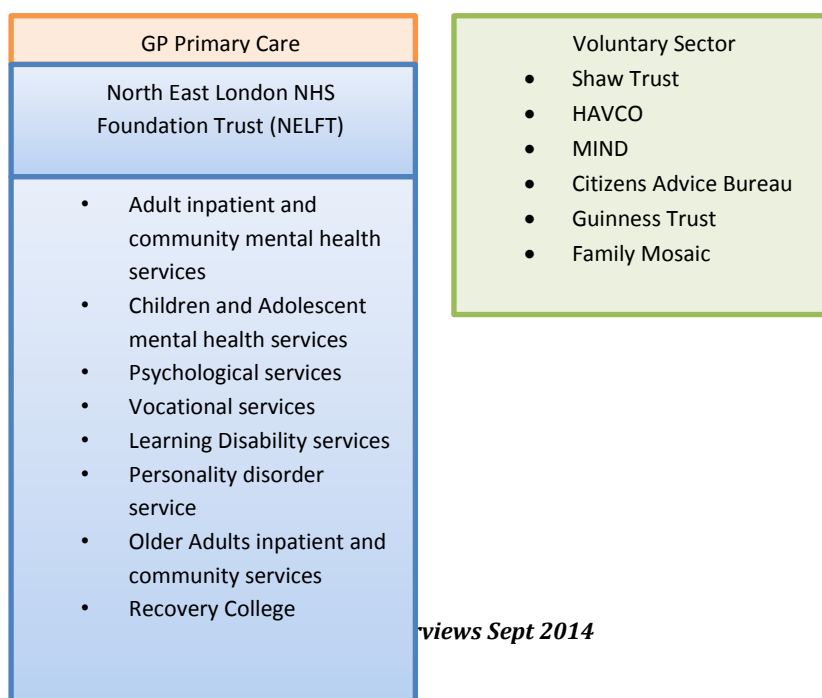 GP Primary Care
North East London NHS
Foundation Trust (NELFT)
• Adult inpatient and
community mental health
services
• Children and Adolescent
mental health services
• Psychological services
• Vocational services
• Learning Disability services
• Personality disorder
service
• Older Adults inpatient and
community services
• Recovery College
Voluntary Sector
• Shaw Trust
• HAVCO
• MIND
• Citizens Advice Bureau
• Guinness Trust
• Family Mosaic
Sept 2014